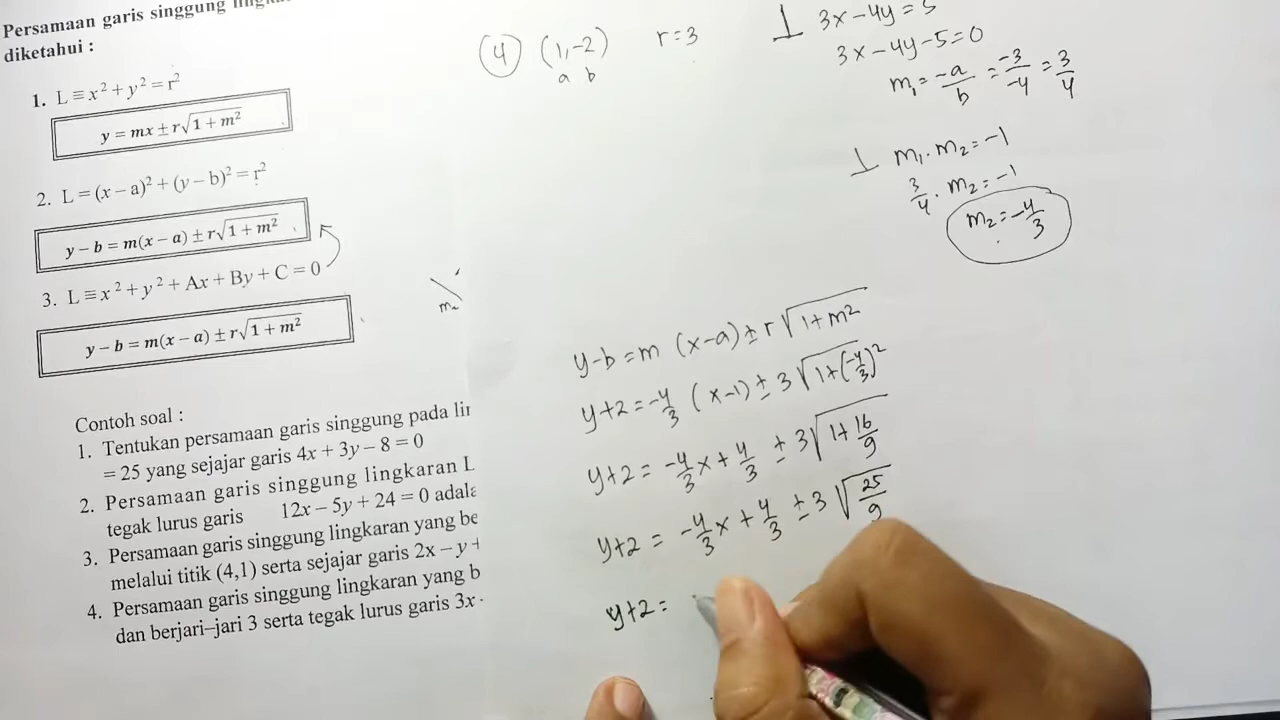 Persamaan garis singgung
diketahui :
1. L ≡ x² + y² = r²
y = mx ± r√(1 + m²)
2. L = (x – a)² + (y – b)² = r²
y – b = m(x – a) ± r√(1 + m²)
3. L ≡ x² + y² + Ax + By + C = 0
y – b = m(x – a) ± r√(1 + m²)
Contoh soal :
1. Tentukan persamaan garis singgung pada
= 25 yang sejajar garis 4x + 3y – 8 = 0
2. Persamaan garis singgung lingkaran L
tegak lurus garis 12x – 5y + 24 = 0
3. Persamaan garis singgung lingkaran yang
melalui titik (4,1) serta sejajar garis 2x – y +
4. Persamaan garis singgung lingkaran yang b
dan berjari–jari 3 serta tegak lurus garis 3x -
4 (1, -2) r = 3
a b
⊥ 3x – 4y = 5
3x – 4y – 5 = 0
m₁ = -a/b = -3/-4 = 3/4
⊥ m₁ . m₂ = -1
3/4 . m₂ = -1
m₂ = -4/3
y-b = m (x-a) ± r√(1+m²)
y+2 = -4/3 (x-1) ± 3√(1+(-4/3)²)
y+2 = -4/3x + 4/3 ± 3√(1+16/9)
y+2 = -4/3x + 4/3 ± 3√(25/9)
y+2 =